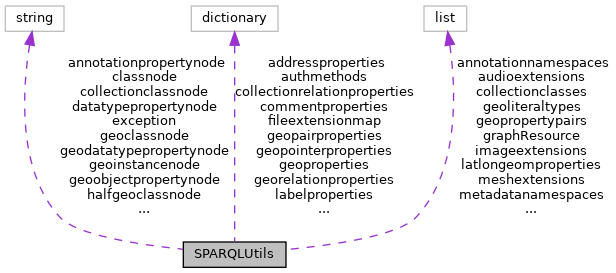 string
dictionary
list
annotationpropertynode
classnode
collectionclassnode
datatypepropertynode
exception
geoclassnode
geodatatypepropertynode
geoinstancenode
geoobjectpropertynode
halfgeoclassnode
...
addressproperties
authmethods
collectionrelationproperties
commentproperties
fileextensionmap
geopairproperties
geopointerproperties
geoproperties
georelationproperties
labelproperties
...
annotationnamespaces
audioextensions
collectionclasses
geoliteraltypes
geopropertypairs
graphResource
imageextensions
latlongeomproperties
meshextensions
metadatanamespaces
...
SPARQLUtils